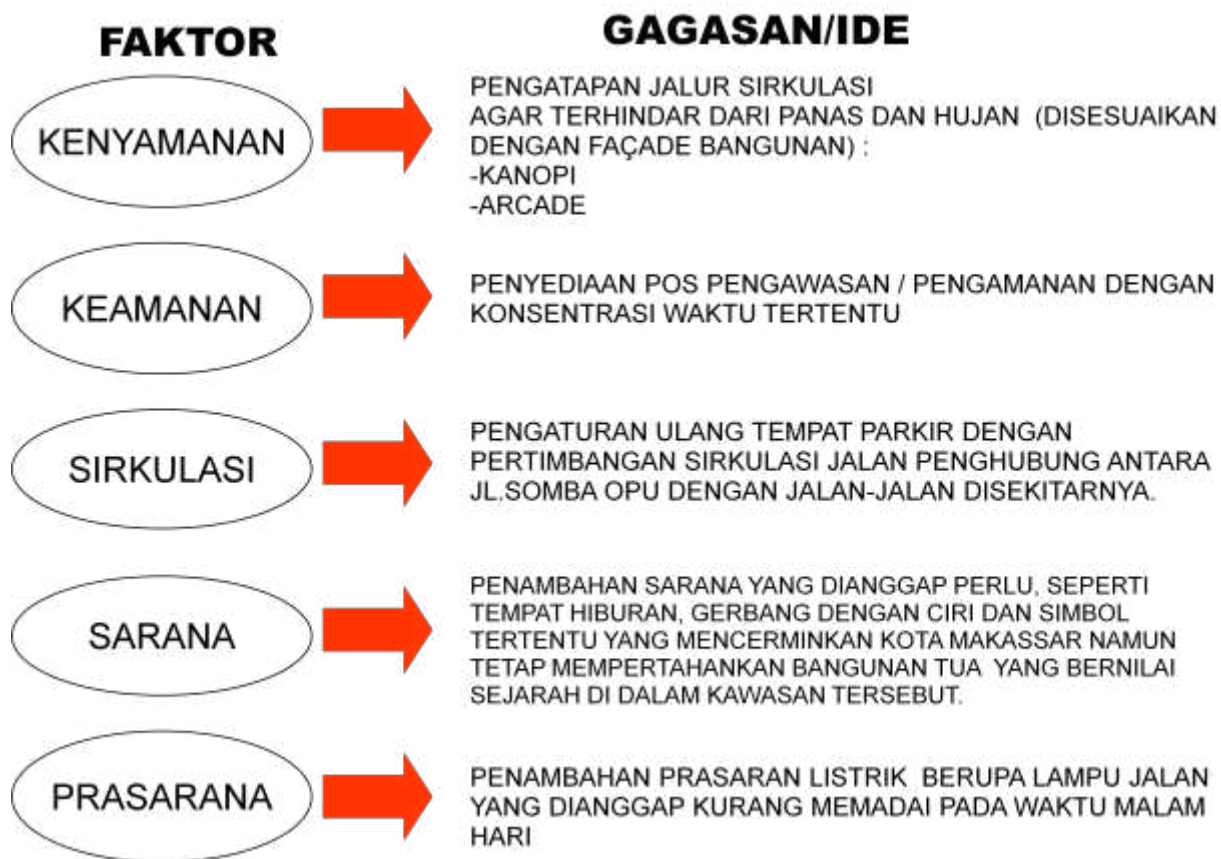 FAKTOR
GAGASAN/IDE
KENYAMANAN
PENGATAPAN JALUR SIRKULASI
AGAR TERHINDAR DARI PANAS DAN HUJAN (DISESUAIKAN
DENGAN FAÇADE BANGUNAN) :
-KANOPI
-ARCADE
KEAMANAN
PENYEDIAAN POS PENGAWASAN / PENGAMANAN DENGAN
KONSENTRASI WAKTU TERTENTU
SIRKULASI
PENGATURAN ULANG TEMPAT PARKIR DENGAN
PERTIMBANGAN SIRKULASI JALAN PENGHUBUNG ANTARA
JL.SOMBA OPU DENGAN JALAN-JALAN DISEKITARNYA.
SARANA
PENAMBAHAN SARANA YANG DIANGGAP PERLU, SEPERTI
TEMPAT HIBURAN, GERBANG DENGAN CIRI DAN SIMBOL
TERTENTU YANG MENCERMINKAN KOTA MAKASSAR NAMUN
TETAP MEMPERTAHANKAN BANGUNAN TUA YANG BERNILAI
SEJARAH DI DALAM KAWASAN TERSEBUT.
PRASARANA
PENAMBAHAN PRASARAN LISTRIK BERUPA LAMPU JALAN
YANG DIANGGAP KURANG MEMADAI PADA WAKTU MALAM
HARI